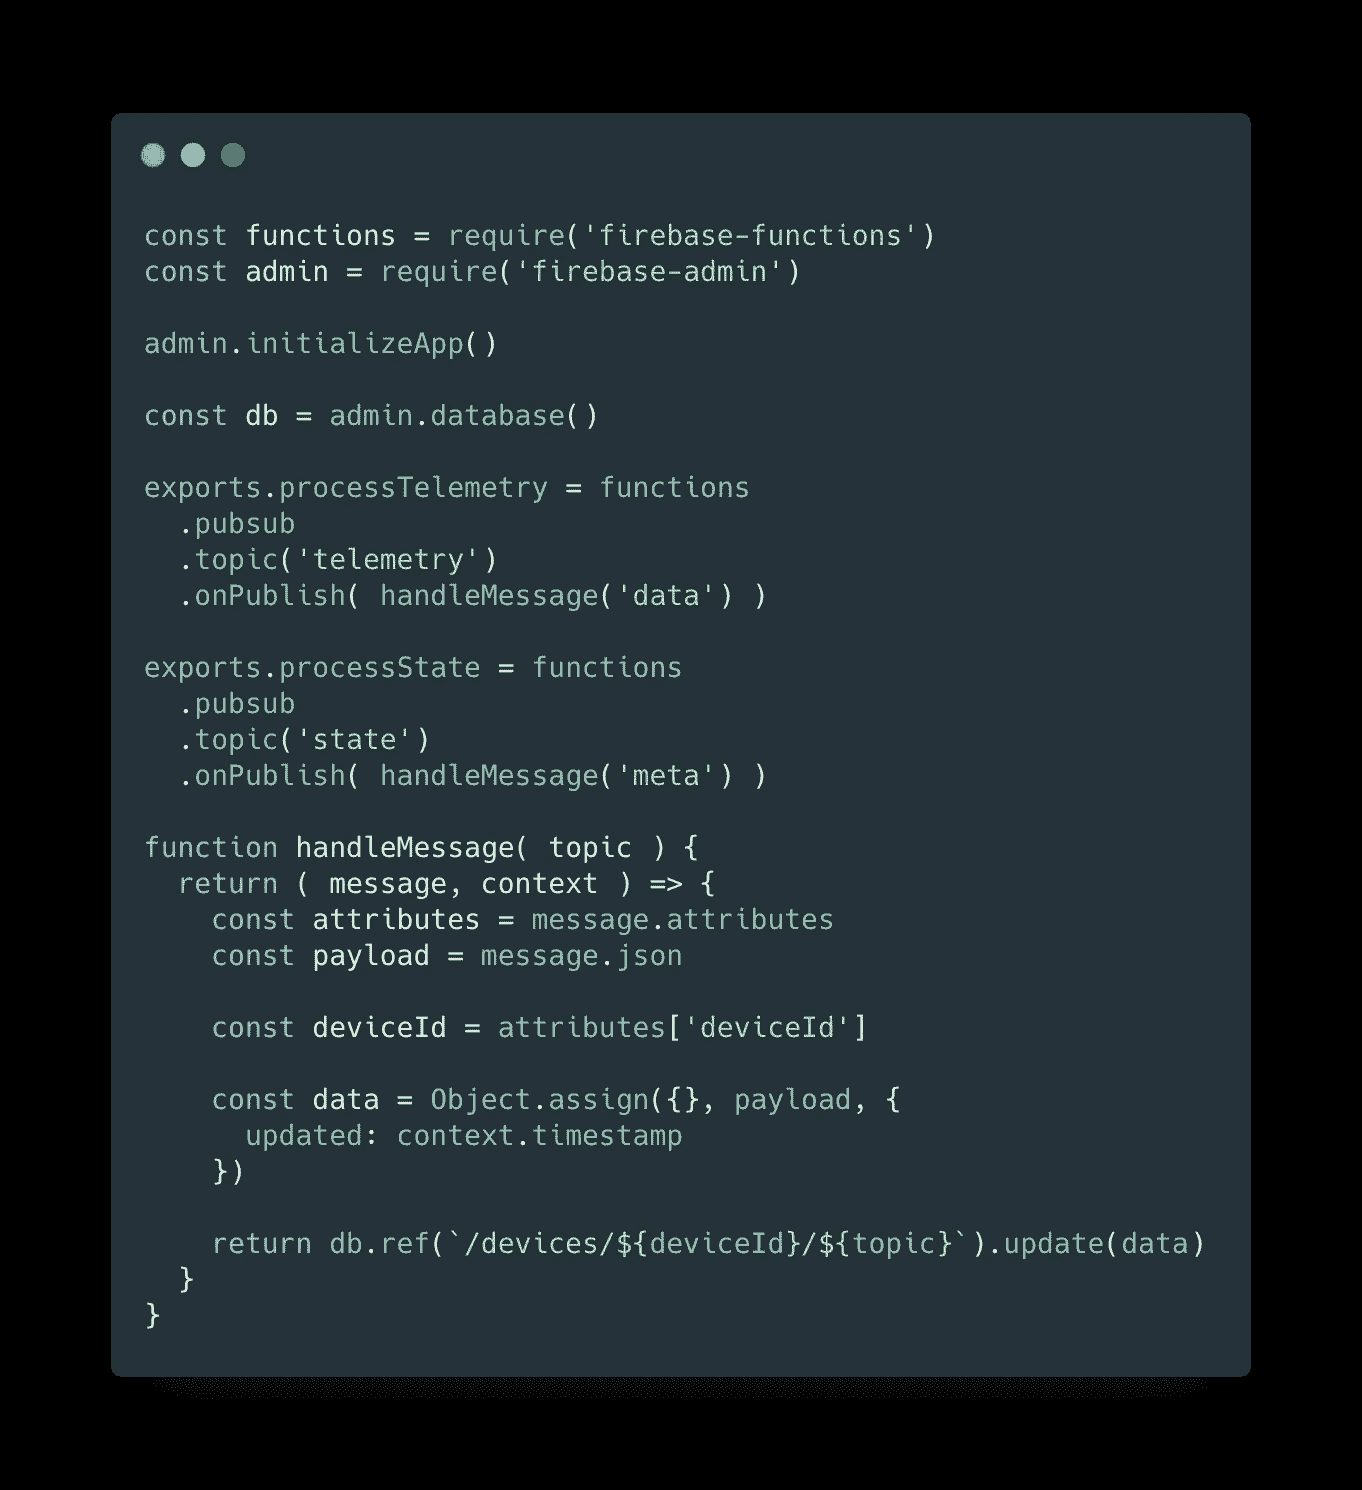 const functions = require('firebase-functions')
const admin = require('firebase-admin')

admin.initializeApp()

const db = admin.database()

exports.processTelemetry = functions
  .pubsub
  .topic('telemetry')
  .onPublish( handleMessage('data') )

exports.processState = functions
  .pubsub
  .topic('state')
  .onPublish( handleMessage('meta') )

function handleMessage( topic ) {
  return ( message, context ) => {
    const attributes = message.attributes
    const payload = message.json

    const deviceId = attributes['deviceId']

    const data = Object.assign({}, payload, {
      updated: context.timestamp
    })

    return db.ref(`/devices/${deviceId}/${topic}`).update(data)
  }
}